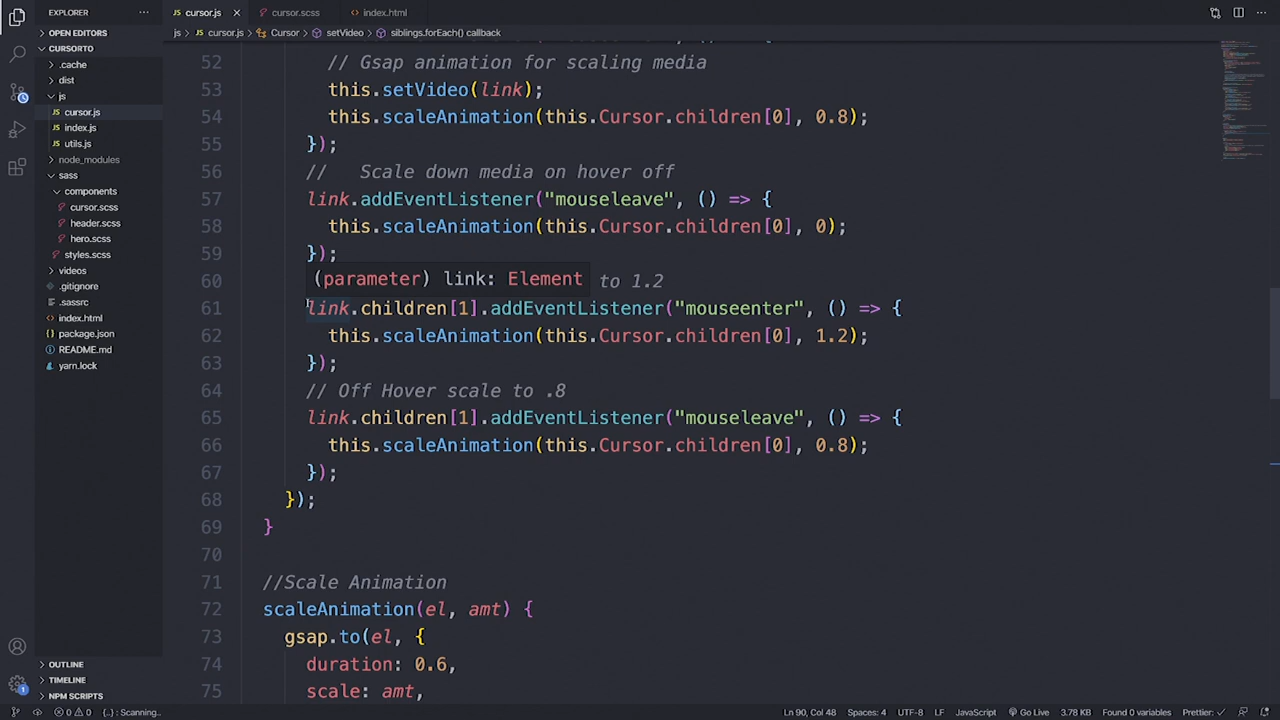 EXPLORER
cursor.js
cursor.scss
index.html
OPEN EDITORS
js > cursor.js > Cursor > setVideo > siblings.forEach() callback
CURSORTO
.cache
dist
js
cursor.js
index.js
utils.js
node_modules
sass
components
cursor.scss
header.scss
hero.scss
styles.scss
videos
.gitignore
.sassrc
index.html
package.json
README.md
yarn.lock
OUTLINE
TIMELINE
NPM SCRIPTS
52 // Gsap animation for scaling media
53 this.setVideo(link);
54 this.scaleAnimation(this.Cursor.children[0], 0.8);
55 });
56 //   Scale down media on hover off
57 link.addEventListener("mouseleave", () => {
58 this.scaleAnimation(this.Cursor.children[0], 0);
59 });
(parameter) link: Element
60 to 1.2
61 link.children[1].addEventListener("mouseenter", () => {
62 this.scaleAnimation(this.Cursor.children[0], 1.2);
63 });
64 // Off Hover scale to .8
65 link.children[1].addEventListener("mouseleave", () => {
66 this.scaleAnimation(this.Cursor.children[0], 0.8);
67 });
68 });
69 }
70
71 //Scale Animation
72 scaleAnimation(el, amt) {
73 gsap.to(el, {
74 duration: 0.6,
75 scale: amt,
0 0 {..} : Scanning.. Ln 90, Col 48 Spaces: 4 UTF-8 LF JavaScript Go Live 3.78 KB Found 0 variables Prettier: ✓